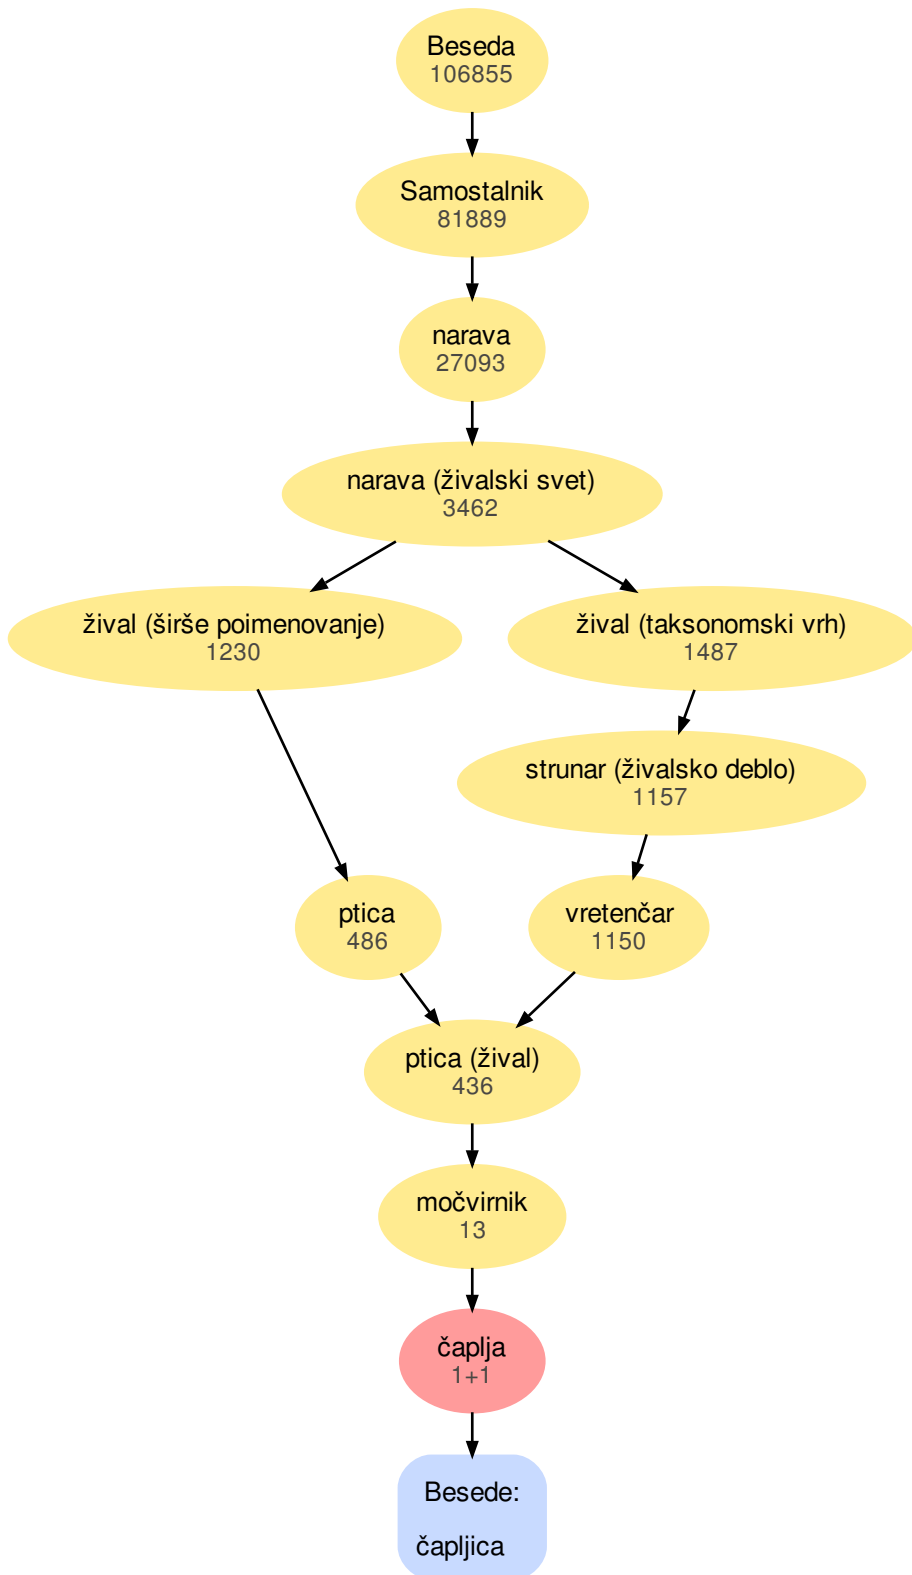 Beseda
106855
Samostalnik
81889
narava
27093
narava (živalski svet)
3462
žival (širše poimenovanje)
1230
žival (taksonomski vrh)
1487
strunar (živalsko deblo)
1157
ptica
486
vretenčar
1150
ptica (žival)
436
močvirnik
13
čaplja
1+1
Besede:
čapljica